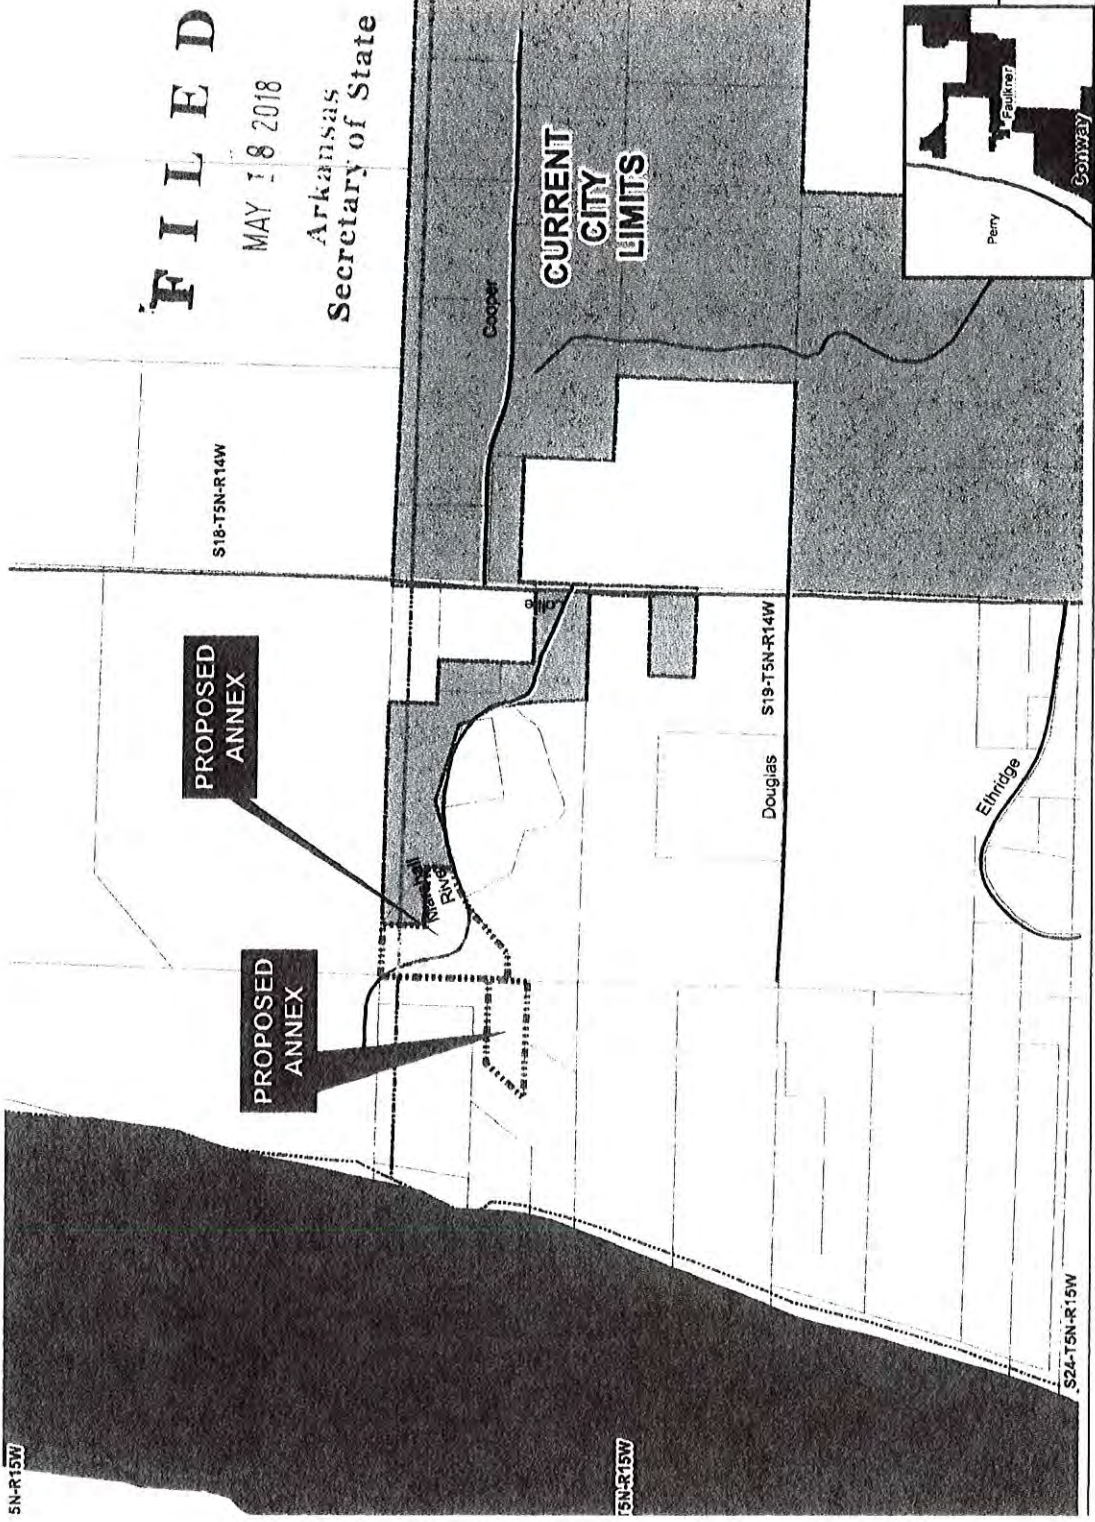 FILED
MAY 18 2018
Arkansas
Secretary of State
5N-R15W
S18-T5N-R14W
PROPOSED
ANNEX
PROPOSED
ANNEX
Cooper
CURRENT
CITY
LIMITS
River
T5N-R15W
S19-T5N-R14W
Douglas
Ethridge
S24-T5N-R15W
Perry
Faulkner
Conway